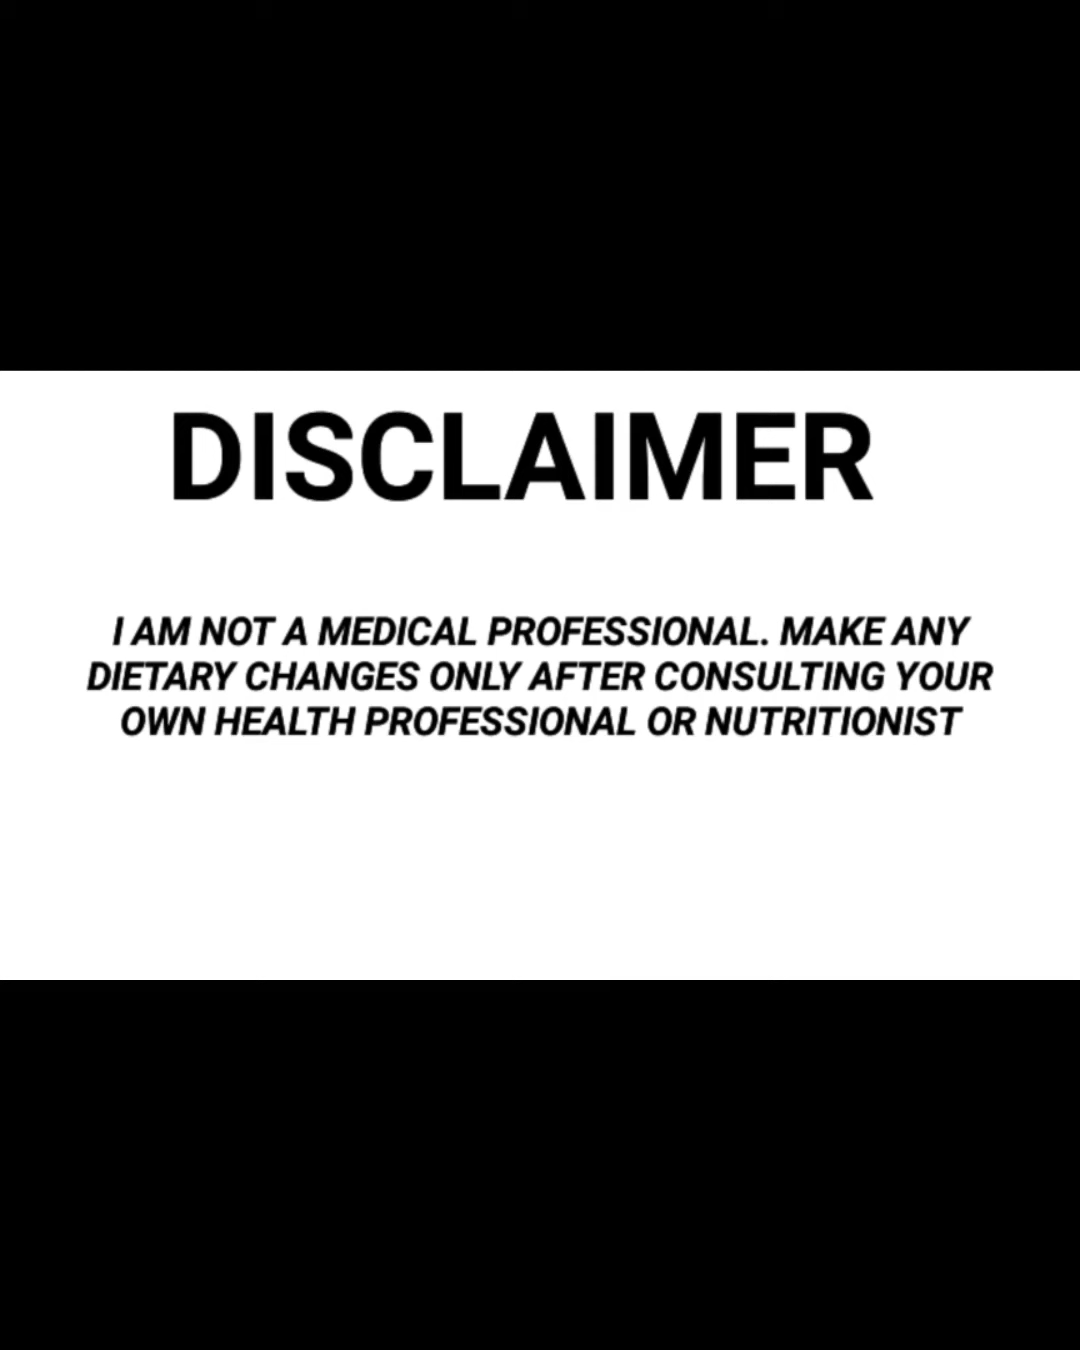 DISCLAIMER
I AM NOT A MEDICAL PROFESSIONAL. MAKE ANY
DIETARY CHANGES ONLY AFTER CONSULTING YOUR
OWN HEALTH PROFESSIONAL OR NUTRITIONIST